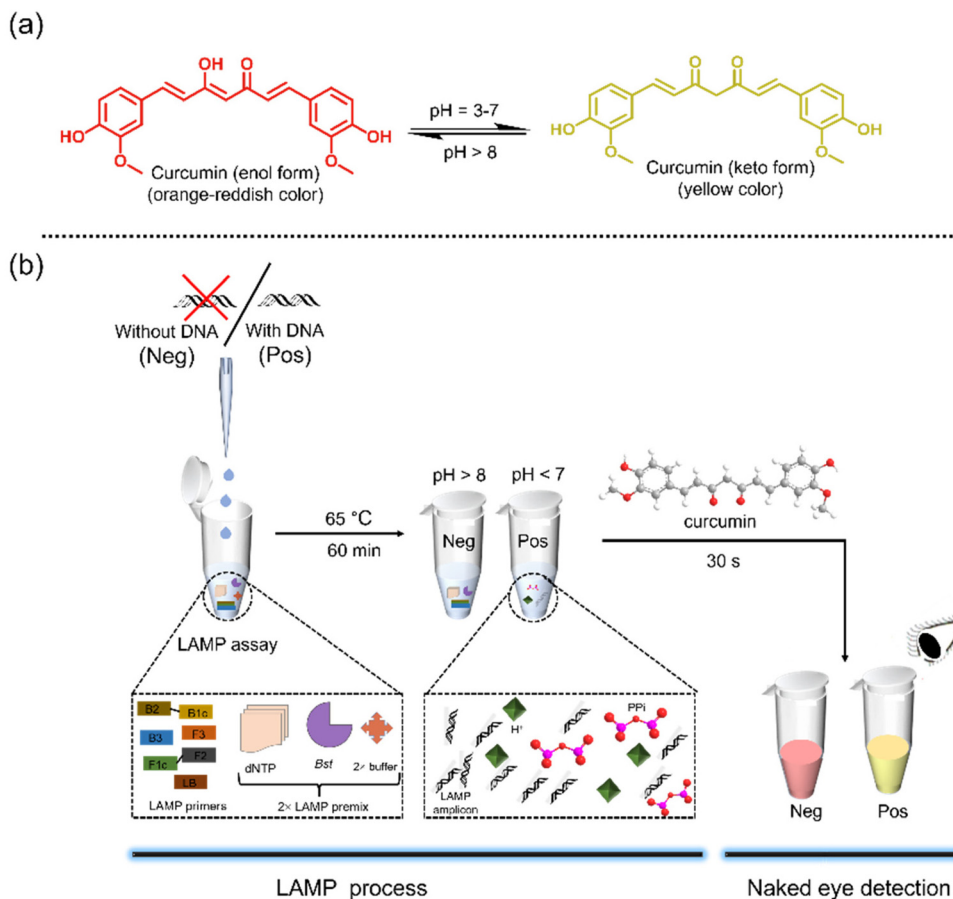 (a)
OH
O
HO
O
OH
O
Curcumin (enol form)
(orange-reddish color)
pH = 3-7
pH > 8
O
O
HO
O
OH
O
Curcumin (keto form)
(yellow color)
(b)
Without DNA
(Neg)
With DNA
(Pos)
65 °C
60 min
pH > 8
pH < 7
Neg
Pos
curcumin
30 s
LAMP assay
B2
B1c
B3
F3
F1c
F2
LB
LAMP primers
dNTP
Bst
2× buffer
2× LAMP premix
H⁺
PPi
LAMP
amplicon
Neg
Pos
LAMP process
Naked eye detection